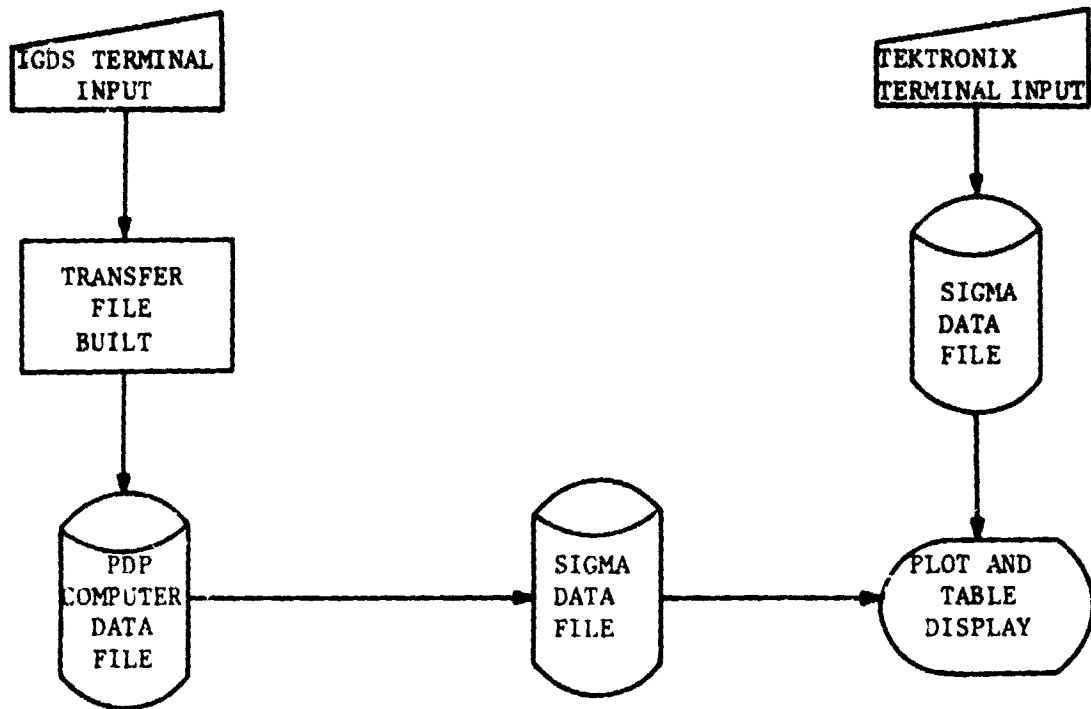 IGDS TERMINAL
INPUT
TEKTRONIX
TERMINAL INPUT
TRANSFER
FILE
BUILT
SIGMA
DATA
FILE
PDP
COMPUTER
DATA
FILE
SIGMA
DATA
FILE
PLOT AND
TABLE
DISPLAY